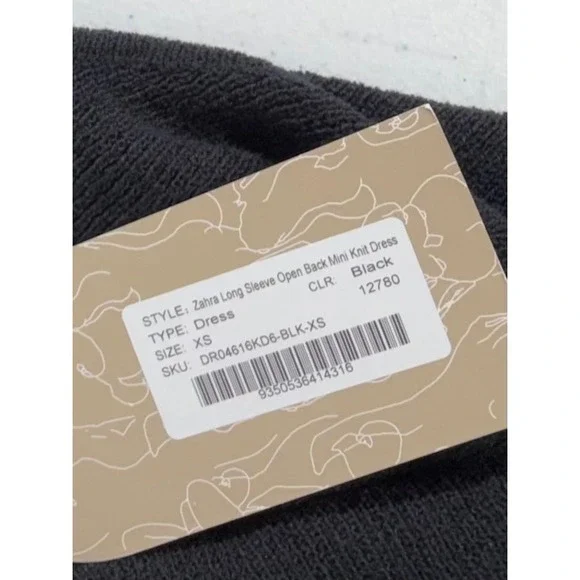 STYLE: Zahra Long Sleeve Open Back Mini Knit Dress
TYPE: Dress CLR: Black
SIZE: XS 12780
SKU: DR04616KD6-BLK-XS
9350536414316